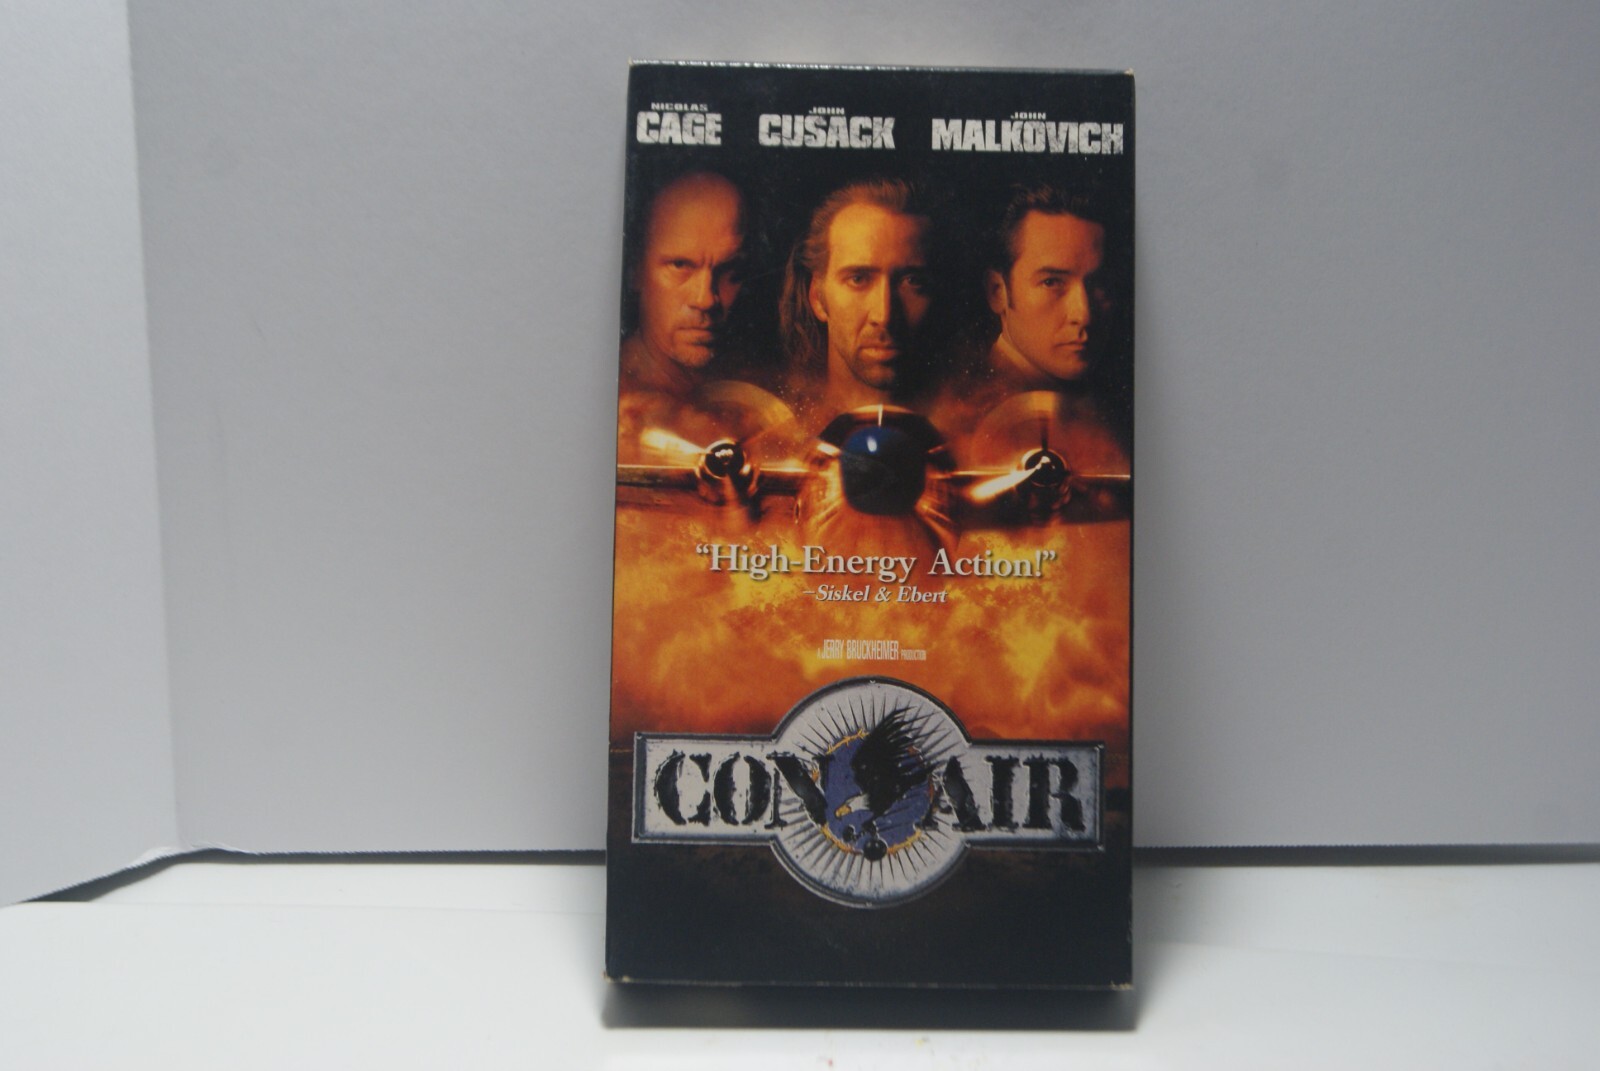 NICOLAS CAGE
JOHN CUSACK
JOHN MALKOVICH
“High-Energy Action!”
–Siskel & Ebert
A JERRY BRUCKHEIMER PRODUCTION
CON AIR